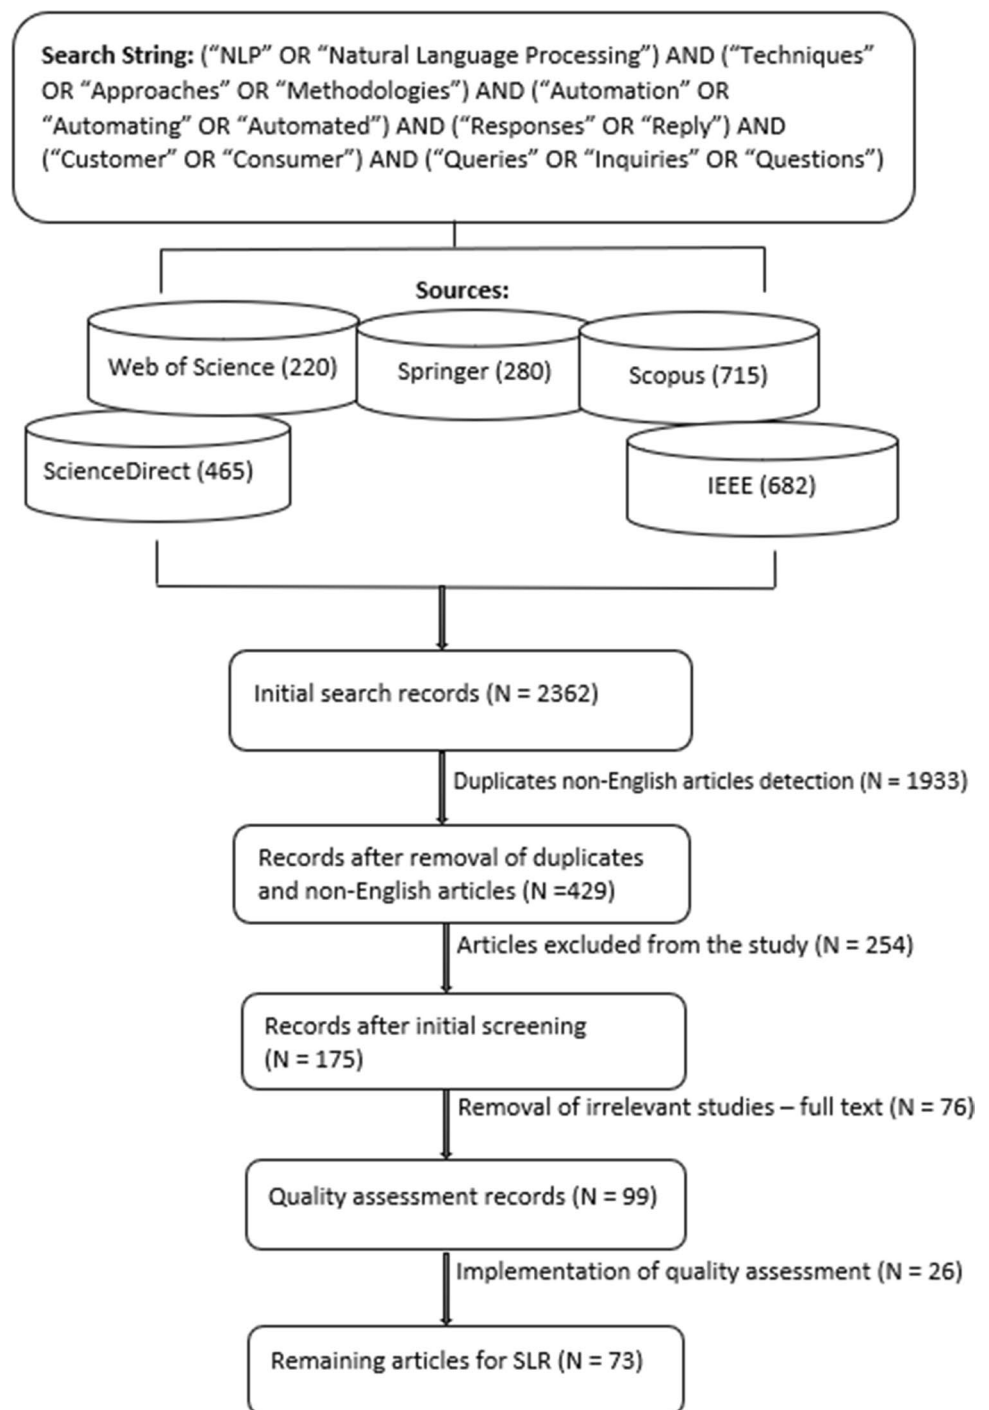 Search String: (“NLP” OR “Natural Language Processing”) AND (“Techniques”
OR “Approaches” OR “Methodologies”) AND (“Automation” OR
“Automating” OR “Automated”) AND (“Responses” OR “Reply”) AND
(“Customer” OR “Consumer”) AND (“Queries” OR “Inquiries” OR “Questions”)
Sources:
Web of Science (220)
Springer (280)
Scopus (715)
ScienceDirect (465)
IEEE (682)
Initial search records (N = 2362)
Duplicates non-English articles detection (N = 1933)
Records after removal of duplicates
and non-English articles (N =429)
Articles excluded from the study (N = 254)
Records after initial screening
(N = 175)
Removal of irrelevant studies – full text (N = 76)
Quality assessment records (N = 99)
Implementation of quality assessment (N = 26)
Remaining articles for SLR (N = 73)